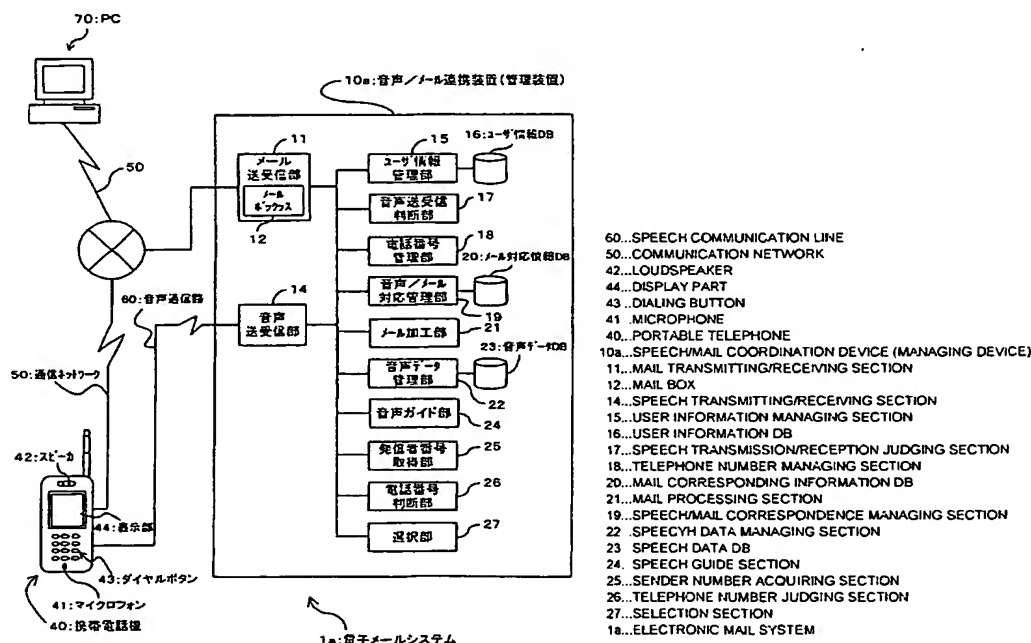 70:PC
10a:音声/メール連携装置(管理装置)
11
メール
送受信部
メール
ボックス
12
15
ユーザ情報
管理部
16:ユーザ情報DB
音声送受信
判断部
17
電話番号
管理部
18
20:メール対応情報DB
音声/メール
対応管理部
19
メール加工部
21
23:音声データDB
音声データ
管理部
22
音声ガイド部
24
発信者番号
取得部
25
電話番号
判断部
26
選択部
27
14
音声
送受信部
50
60:音声通信路
50:通信ネットワーク
42:スピーカ
44:表示部
43:ダイヤルボタン
41:マイクロフォン
40:携帯電話機
1a:電子メールシステム
60...SPEECH COMMUNICATION LINE
50...COMMUNICATION NETWORK
42...LOUDSPEAKER
44...DISPLAY PART
43...DIALING BUTTON
41...MICROPHONE
40...PORTABLE TELEPHONE
10a...SPEECH/MAIL COORDINATION DEVICE (MANAGING DEVICE)
11...MAIL TRANSMITTING/RECEIVING SECTION
12...MAIL BOX
14...SPEECH TRANSMITTING/RECEIVING SECTION
15...USER INFORMATION MANAGING SECTION
16...USER INFORMATION DB
17...SPEECH TRANSMISSION/RECEPTION JUDGING SECTION
18...TELEPHONE NUMBER MANAGING SECTION
20...MAIL CORRESPONDING INFORMATION DB
21...MAIL PROCESSING SECTION
19...SPEECH/MAIL CORRESPONDENCE MANAGING SECTION
22 SPEECYH DATA MANAGING SECTION
23 SPEECH DATA DB
24. SPEECH GUIDE SECTION
25...SENDER NUMBER ACQUIRING SECTION
26...TELEPHONE NUMBER JUDGING SECTION
27...SELECTION SECTION
1a...ELECTRONIC MAIL SYSTEM